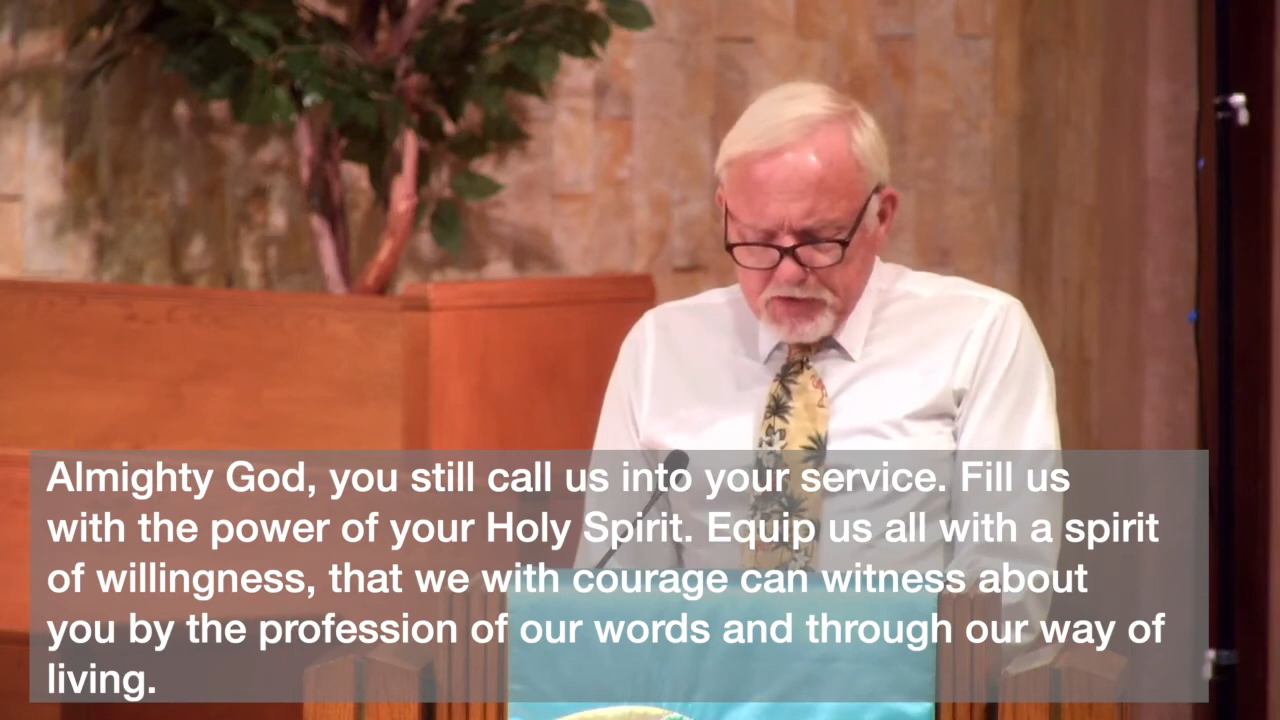 Almighty God, you still call us into your service. Fill us
with the power of your Holy Spirit. Equip us all with a spirit
of willingness, that we with courage can witness about
you by the profession of our words and through our way of
living.